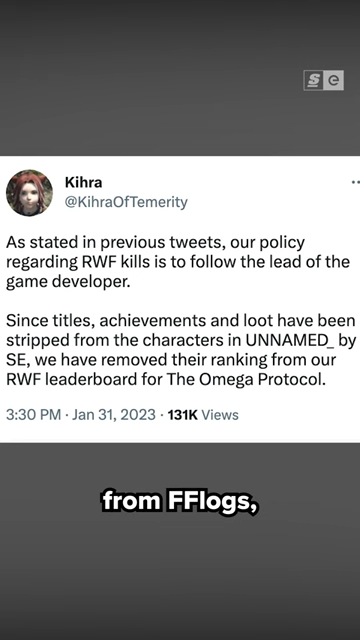 S e
Kihra
@KihraOfTemerity
As stated in previous tweets, our policy
regarding RWF kills is to follow the lead of the
game developer.
Since titles, achievements and loot have been
stripped from the characters in UNNAMED_ by
SE, we have removed their ranking from our
RWF leaderboard for The Omega Protocol.
3:30 PM · Jan 31, 2023 · 131K Views
from FFlogs,